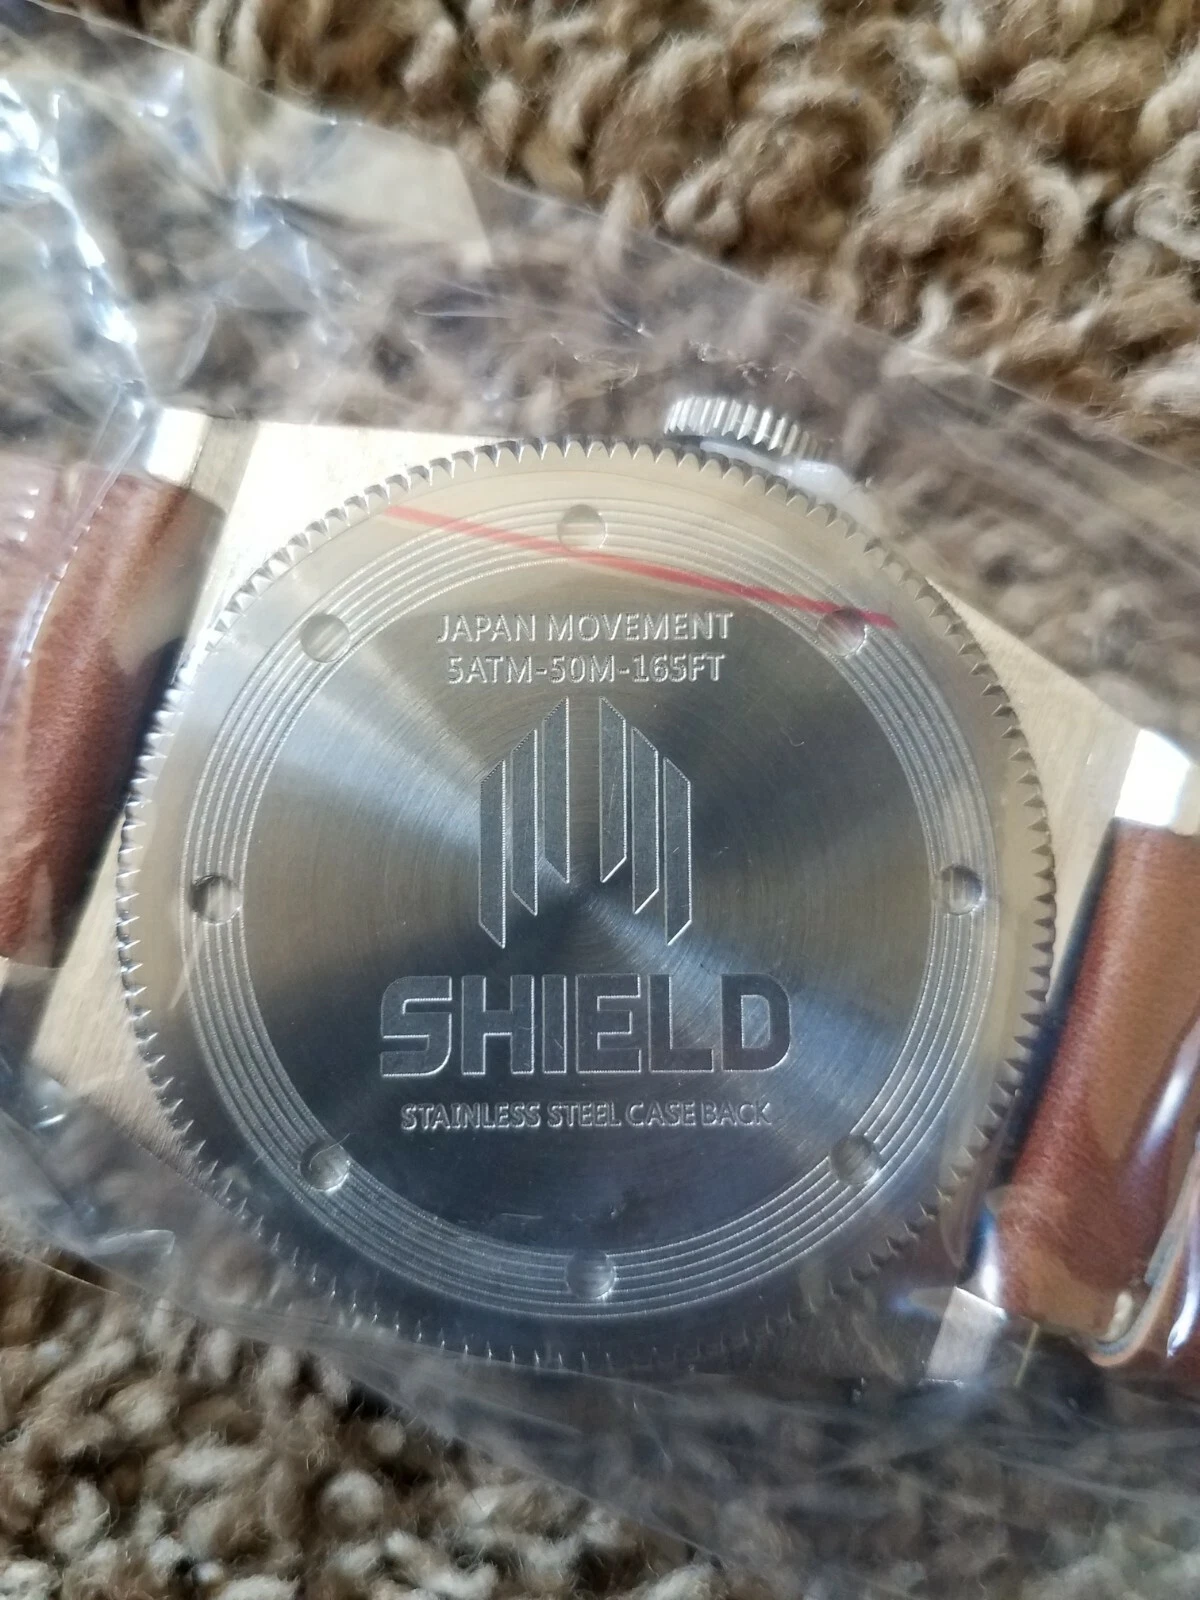 JAPAN MOVEMENT
5ATM-50M-165FT
SHIELD
STAINLESS STEEL CASE BACK